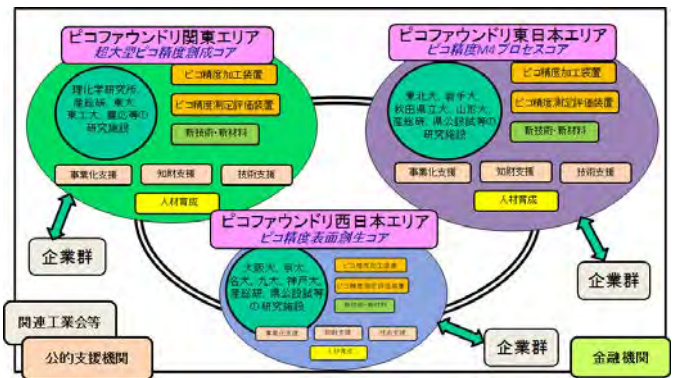 ピコファウンドリ関東エリア
超大型ピコ精度創成コア
理化学研究所、
産総研、東大
東工大、慶応等の
研究施設
ピコ精度加工装置
ピコ精度測定評価装置
新技術・新材料
事業化支援
知財支援
技術支援
人材育成
企業群
ピコファウンドリ東日本エリア
ピコ精度M4プロセスコア
東北大、岩手大、
秋田県立大、山形大、
産総研、県公設試等の
研究施設
ピコ精度加工装置
ピコ精度測定評価装置
新技術・新材料
事業化支援
知財支援
技術支援
人材育成
企業群
ピコファウンドリ西日本エリア
ピコ精度表面創生コア
大阪大、京大、
名大、九大、神戸大、
産総研、県公設試等
の研究施設
ピコ精度加工装置
ピコ精度測定評価装置
新技術・新材料
事業化支援
知財支援
技術支援
人材育成
企業群
関連工業会等
公的支援機関
金融機関